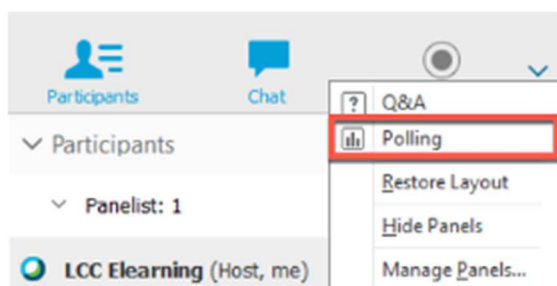 Participants
Chat
Q&A
Polling
Participants
Restore Layout
Panelist: 1
Hide Panels
LCC Elearning (Host, me)
Manage Panels...